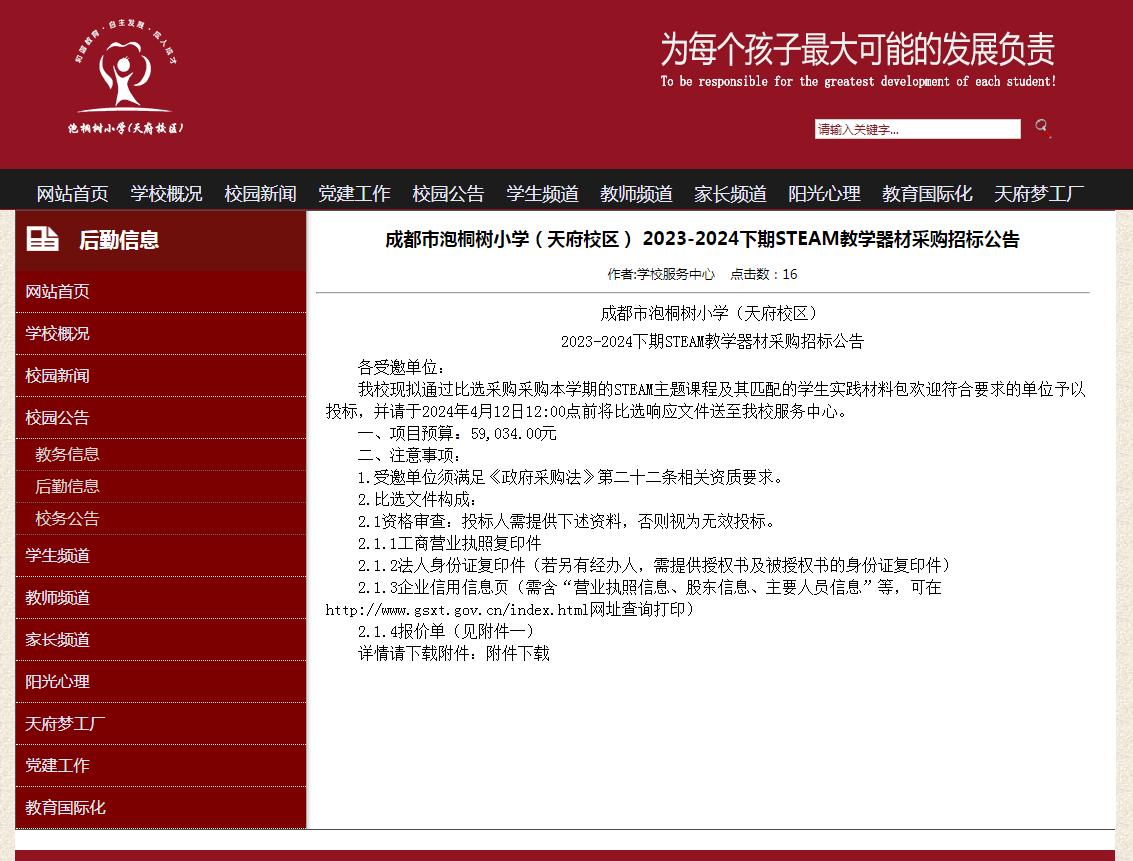 和谐教育·自主发展·成人成才
泡桐树小学(天府校区)
为每个孩子最大可能的发展负责
To be responsible for the greatest development of each student!
请输入关键字...
网站首页 学校概况 校园新闻 党建工作 校园公告 学生频道 教师频道 家长频道 阳光心理 教育国际化 天府梦工厂
后勤信息
网站首页
学校概况
校园新闻
校园公告
教务信息
后勤信息
校务公告
学生频道
教师频道
家长频道
阳光心理
天府梦工厂
党建工作
教育国际化
成都市泡桐树小学（天府校区） 2023-2024下期STEAM教学器材采购招标公告
作者:学校服务中心 点击数：16
成都市泡桐树小学（天府校区）
2023-2024下期STEAM教学器材采购招标公告
各受邀单位：
我校现拟通过比选采购采购本学期的STEAM主题课程及其匹配的学生实践材料包欢迎符合要求的单位予以
投标，并请于2024年4月12日12:00点前将比选响应文件送至我校服务中心。
一、项目预算：59,034.00元
二、注意事项：
1.受邀单位须满足《政府采购法》第二十二条相关资质要求。
2.比选文件构成：
2.1资格审查：投标人需提供下述资料，否则视为无效投标。
2.1.1工商营业执照复印件
2.1.2法人身份证复印件（若另有经办人，需提供授权书及被授权书的身份证复印件）
2.1.3企业信用信息页（需含“营业执照信息、股东信息、主要人员信息”等，可在
http://www.gsxt.gov.cn/index.html网址查询打印）
2.1.4报价单（见附件一）
详情请下载附件：附件下载